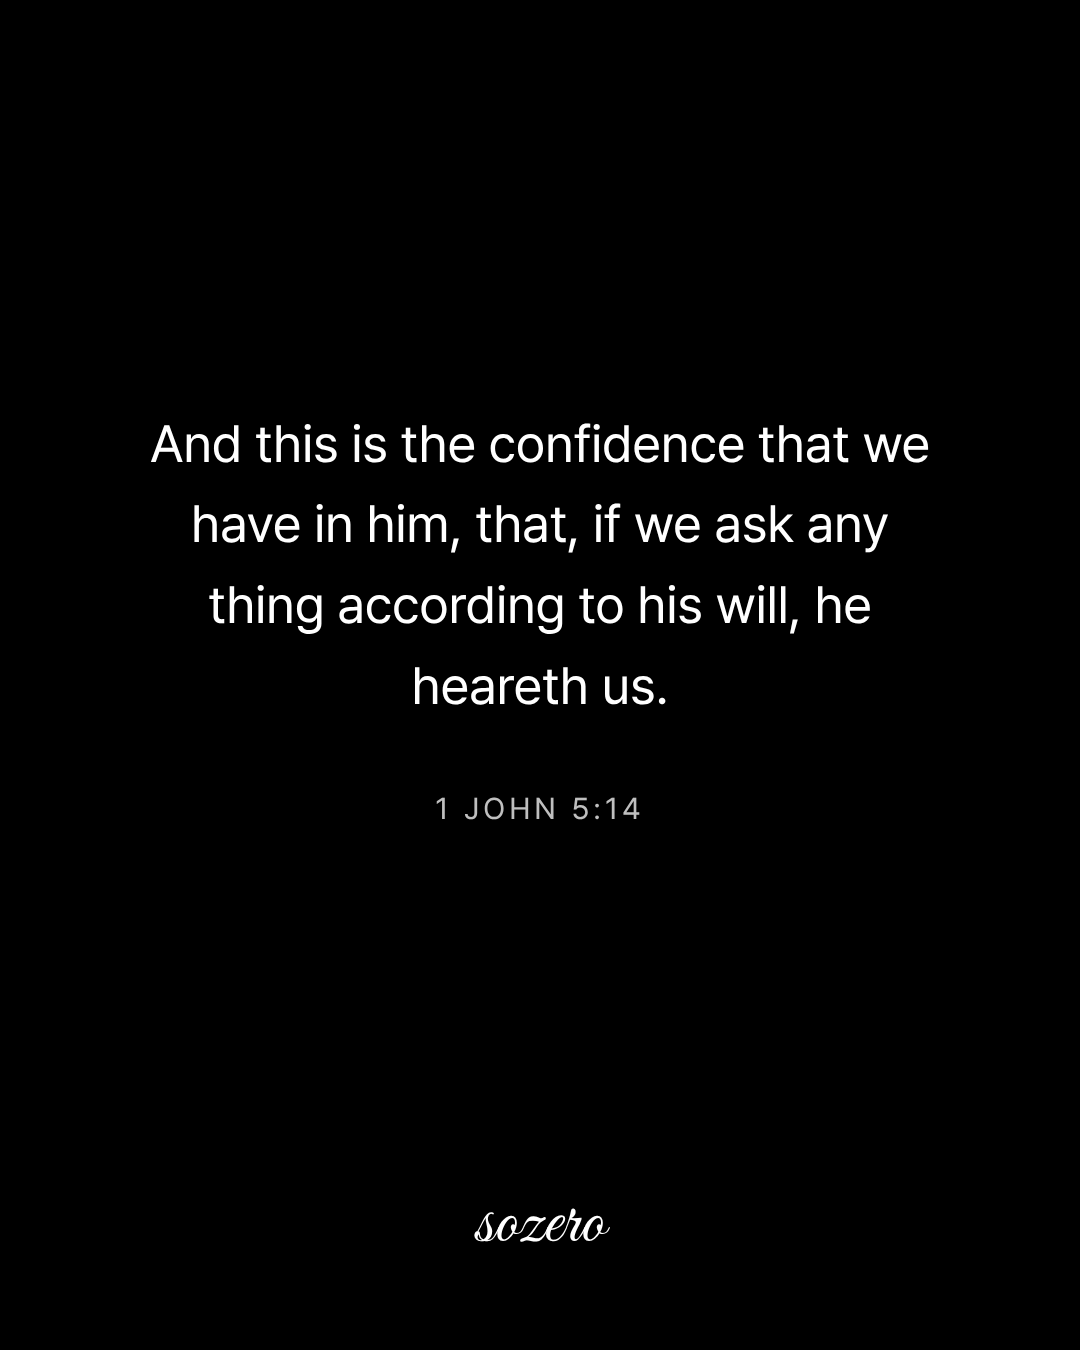 And this is the confidence that we
have in him, that, if we ask any
thing according to his will, he
heareth us.
1 JOHN 5:14
sozero